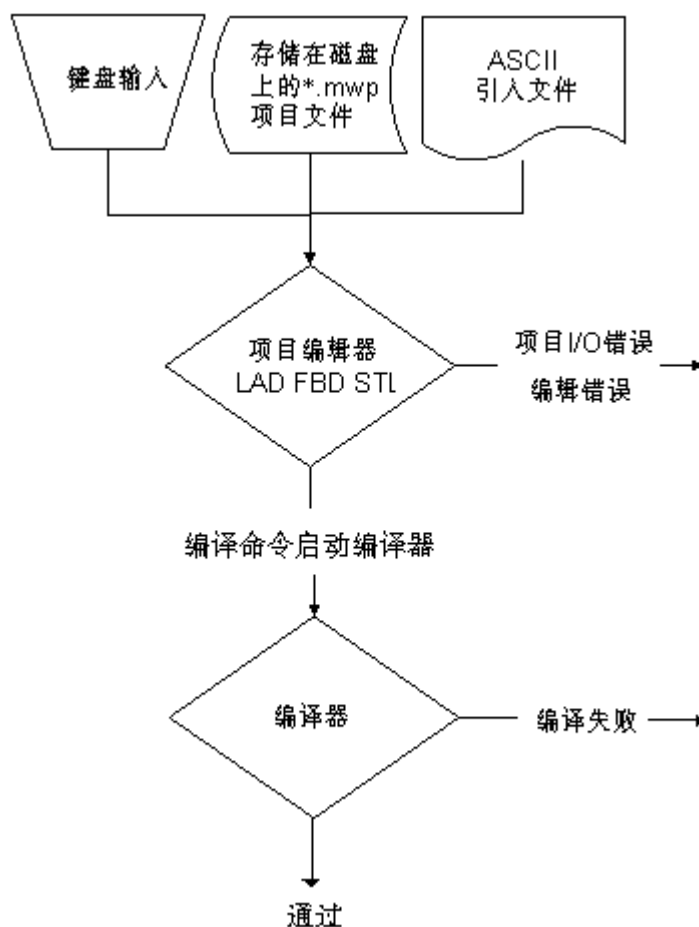 键盘输入
存储在磁盘
上的*.mwp
项目文件
ASCII
引入文件
项目编辑器
LAD FBD STL
项目I/O错误
编辑错误
编译命令启动编译器
编译器
编译失败
通过